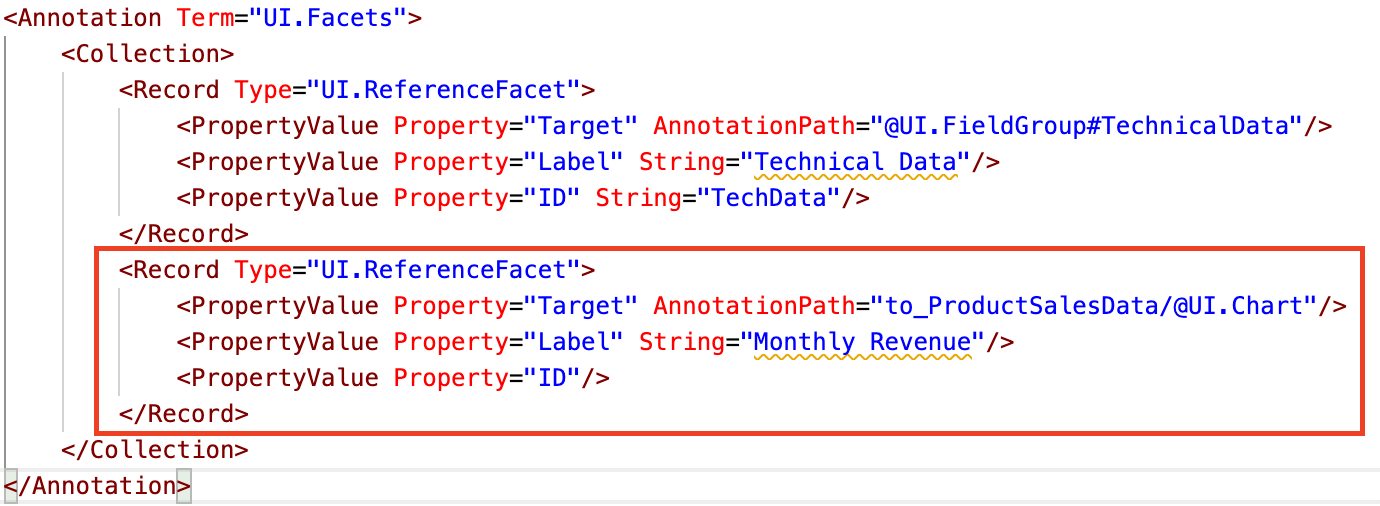 <Annotation Term="UI.Facets">
<Collection>
<Record Type="UI.ReferenceFacet">
<PropertyValue Property="Target" AnnotationPath="@UI.FieldGroup#TechnicalData"/>
<PropertyValue Property="Label" String="Technical Data"/>
<PropertyValue Property="ID" String="TechData"/>
</Record>
<Record Type="UI.ReferenceFacet">
<PropertyValue Property="Target" AnnotationPath="to_ProductSalesData/@UI.Chart"/>
<PropertyValue Property="Label" String="Monthly Revenue"/>
<PropertyValue Property="ID"/>
</Record>
</Collection>
</Annotation>